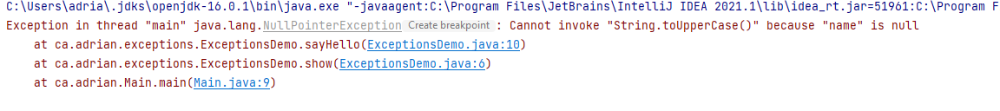 C:\Users\adria\.jdks\openjdk-16.0.1\bin\java.exe "-javaagent:C:\Program Files\JetBrains\IntelliJ IDEA 2021.1\lib\idea_rt.jar=51961:C:\Program F
Exception in thread "main" java.lang.NullPointerException Create breakpoint : Cannot invoke "String.toUpperCase()" because "name" is null
at ca.adrian.exceptions.ExceptionsDemo.sayHello(ExceptionsDemo.java:10)
at ca.adrian.exceptions.ExceptionsDemo.show(ExceptionsDemo.java:6)
at ca.adrian.Main.main(Main.java:9)